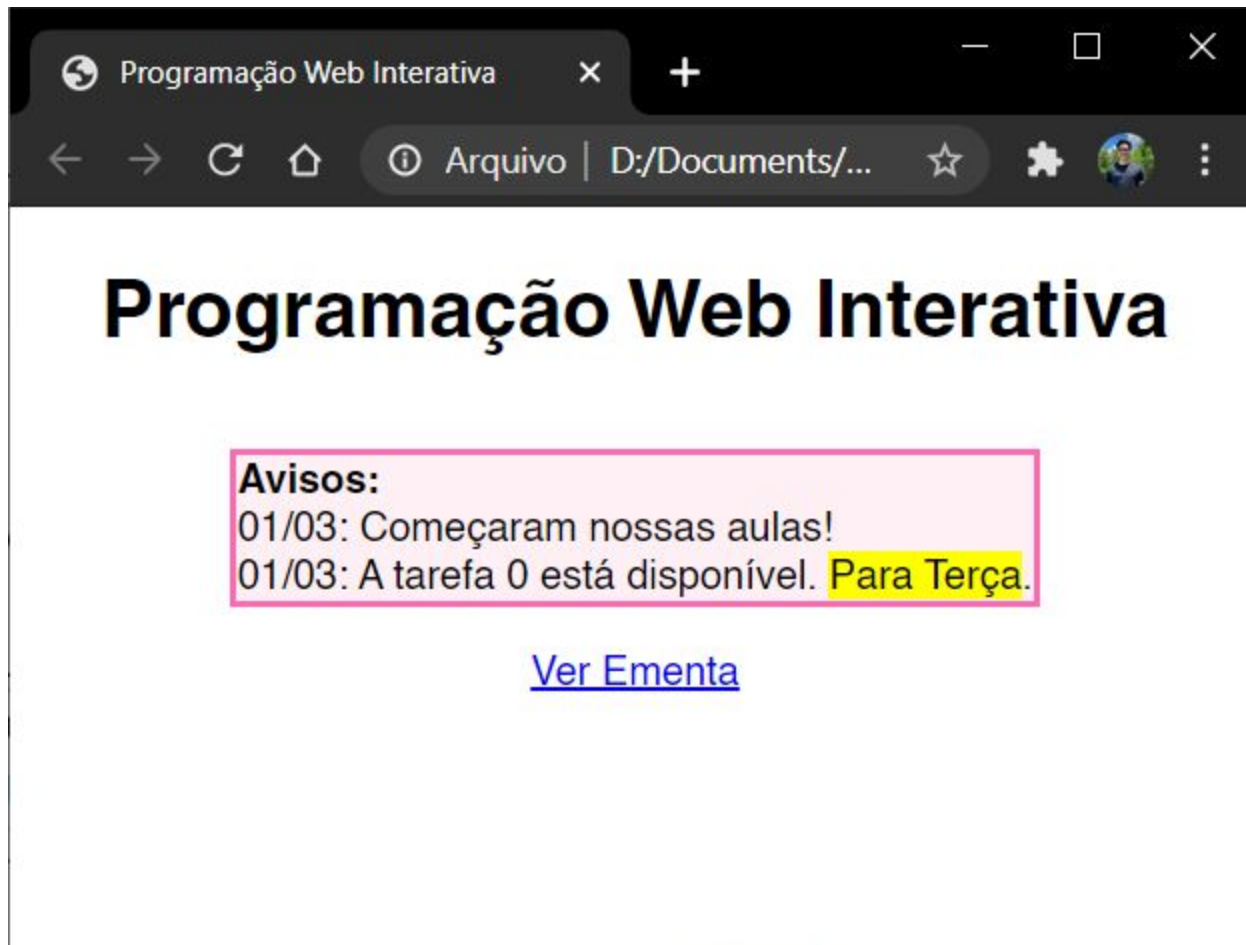 Programação Web Interativa
Arquivo | D:/Documents/...
Programação Web Interativa
Avisos:
01/03: Começaram nossas aulas!
01/03: A tarefa 0 está disponível. Para Terça.
Ver Ementa